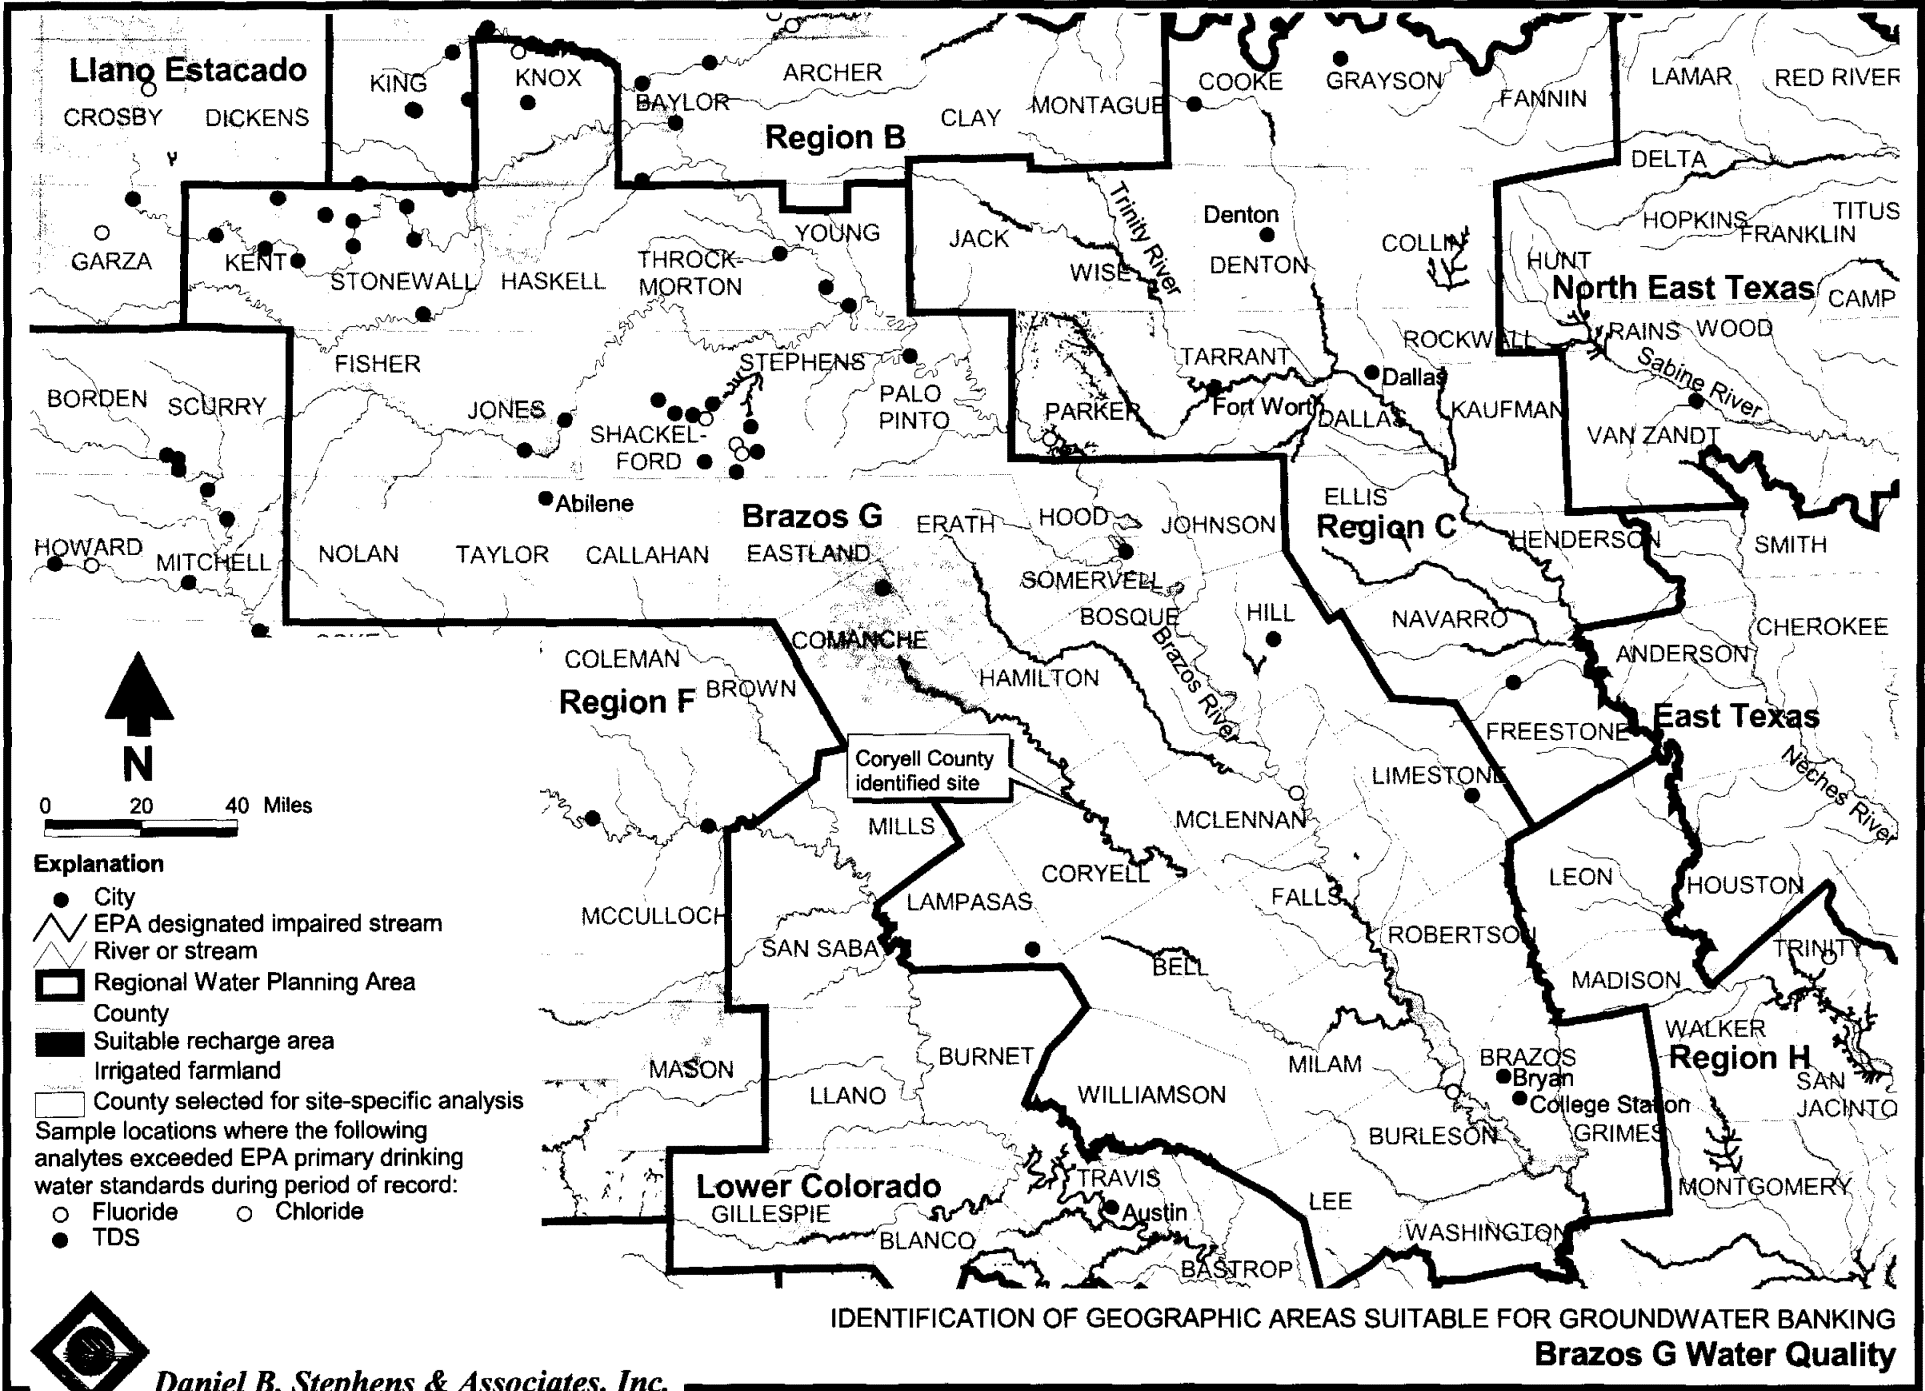 Llano Estacado
KING
KNOX
ARCHER
COOKE
GRAYSON
LAMAR
RED RIVER
CROSBY
DICKENS
BAYLOR
CLAY
MONTAGUE
FANNIN
Region B
DELTA
Trinity River
Denton
HOPKINS
TITUS
FRANKLIN
GARZA
KENT
STONEWALL
HASKELL
THROCK-
MORTON
YOUNG
JACK
WISE
DENTON
COLLIN
HUNT
North East Texas
CAMP
FISHER
STEPHENS
TARRANT
ROCKWALL
RAINS
WOOD
Sabine River
BORDEN
SCURRY
JONES
PALO
PINTO
PARKER
Fort Worth
Dallas
DALLAS
KAUFMAN
SHACKEL-
FORD
VAN ZANDT
Abilene
Brazos G
ERATH
HOOD
JOHNSON
ELLIS
Region C
HENDERSON
SMITH
HOWARD
MITCHELL
NOLAN
TAYLOR
CALLAHAN
EASTLAND
SOMERVELL
BOSQUE
HILL
NAVARRO
CHEROKEE
COMANCHE
Brazos River
ANDERSON
COLEMAN
BROWN
HAMILTON
Region F
FREESTONE
East Texas
Neches River
N
Coryell County
identified site
LIMESTONE
0 20 40 Miles
MILLS
MCLENNAN
CORYELL
LEON
HOUSTON
MCCULLOCH
LAMPASAS
FALLS
SAN SABA
ROBERTSON
TRINITY
BELL
MADISON
WALKER
Region H
MASON
BURNET
MILAM
BRAZOS
Bryan
College Station
SAN
JACINTO
LLANO
WILLIAMSON
BURLESON
GRIMES
Lower Colorado
GILLESPIE
TRAVIS
Austin
LEE
MONTGOMERY
BLANCO
WASHINGTON
BASTROP
Explanation
City
EPA designated impaired stream
River or stream
Regional Water Planning Area
County
Suitable recharge area
Irrigated farmland
County selected for site-specific analysis
Sample locations where the following
analytes exceeded EPA primary drinking
water standards during period of record:
Fluoride Chloride
TDS
IDENTIFICATION OF GEOGRAPHIC AREAS SUITABLE FOR GROUNDWATER BANKING
Brazos G Water Quality
Daniel B. Stephens & Associates, Inc.